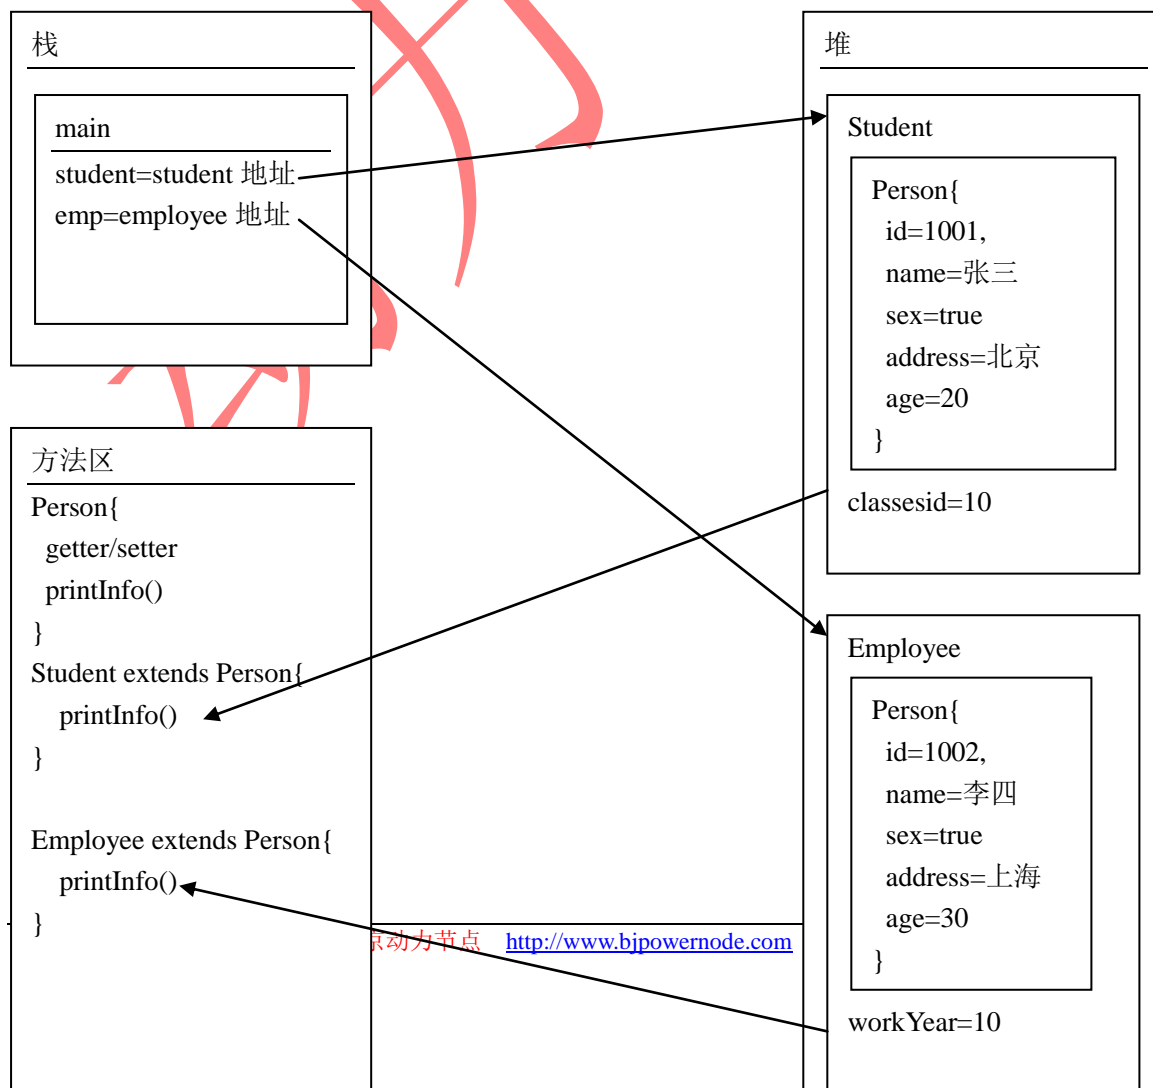 栈
main
student=student 地址
emp=employee 地址
方法区
Person{
getter/setter
printInfo()
}
Student extends Person{
printInfo()
}
Employee extends Person{
printInfo()
}
堆
Student
Person{
id=1001,
name=张三
sex=true
address=北京
age=20
}
classesid=10
Employee
Person{
id=1002,
name=李四
sex=true
address=上海
age=30
}
workYear=10
动力节点 http://www.bjpowernode.com